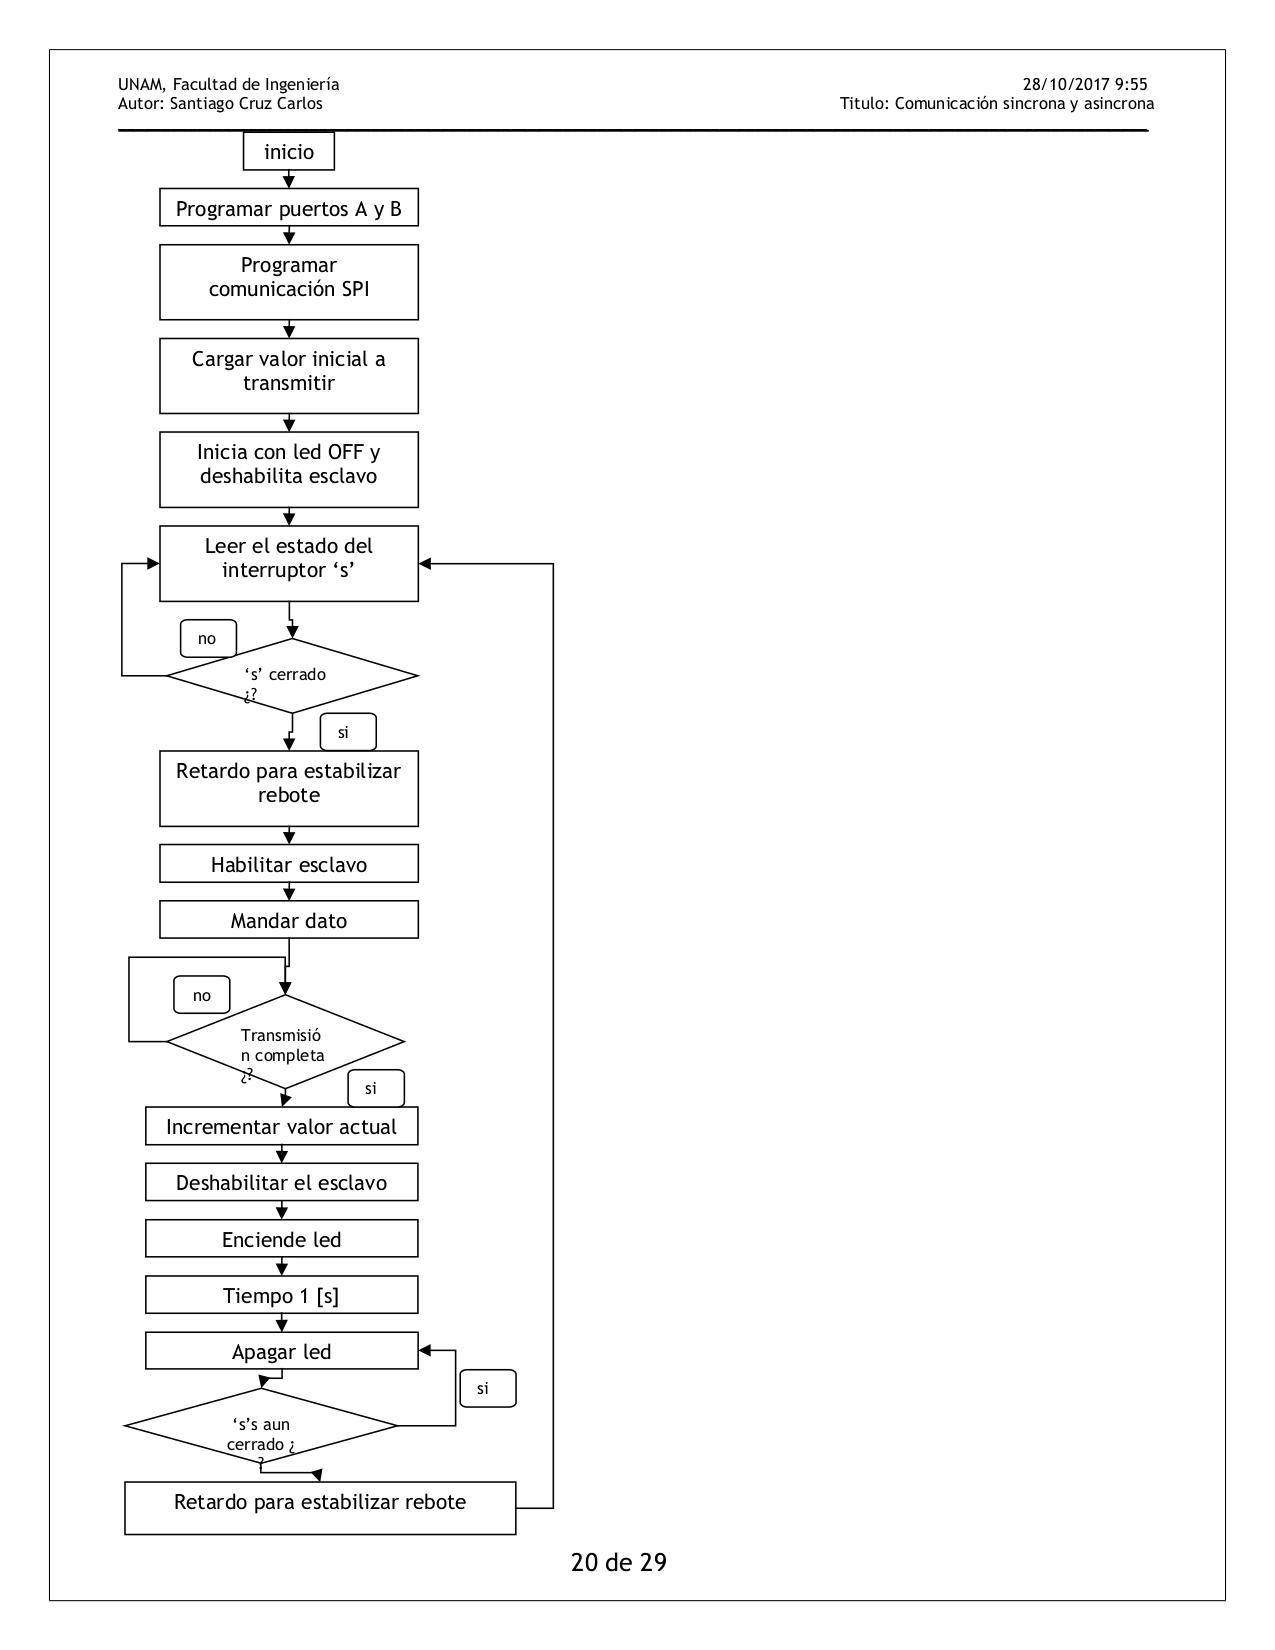 UNAM, Facultad de Ingeniería
28/10/2017 9:55
Autor: Santiago Cruz Carlos
Titulo: Comunicación sincrona y asincrona
inicio
Programar puertos A y B
Programar
comunicación SPI
Cargar valor inicial a
transmitir
Inicia con led OFF y
deshabilita esclavo
Leer el estado del
interruptor ‘s’
no
‘s’ cerrado
¿?
si
Retardo para estabilizar
rebote
Habilitar esclavo
Mandar dato
no
Transmisió
n completa
¿?
si
Incrementar valor actual
Deshabilitar el esclavo
Enciende led
Tiempo 1 [s]
Apagar led
si
‘s’s aun
cerrado ¿
?
Retardo para estabilizar rebote
20 de 29